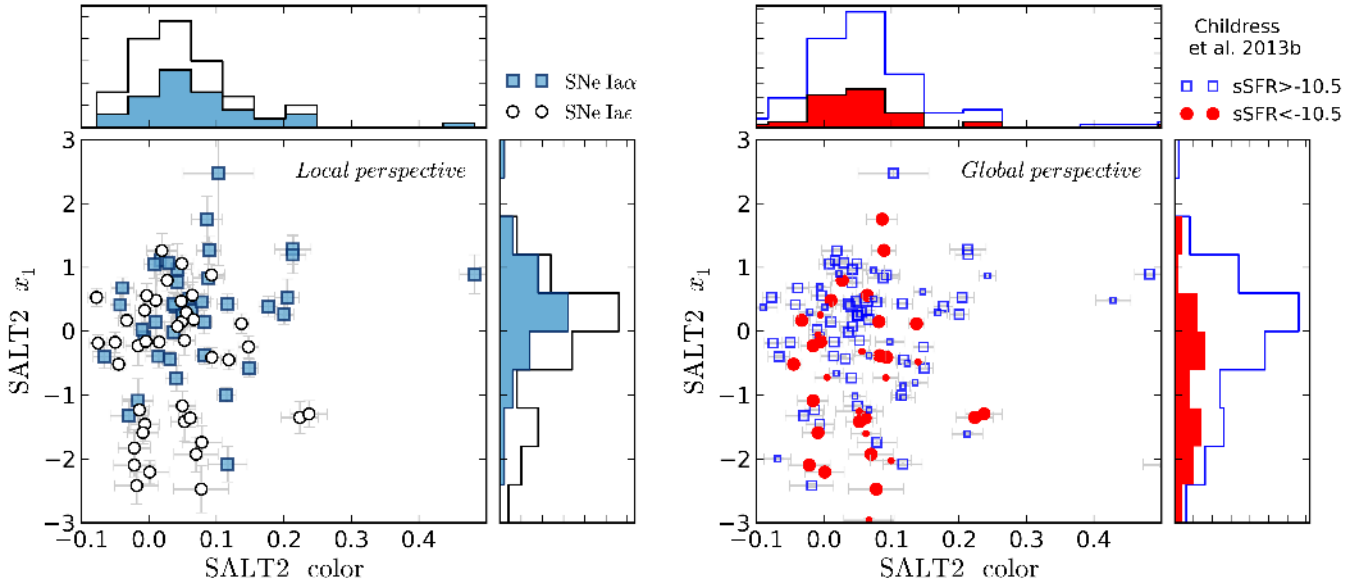 SNe Iaα
SNe Iaϵ
Local perspective
3
2
1
0
−1
−2
−3
SALT2 x₁
−0.1 0.0 0.1 0.2 0.3 0.4
SALT2 color
Childress
et al. 2013b
sSFR>-10.5
sSFR<-10.5
Global perspective
3
2
1
0
−1
−2
−3
SALT2 x₁
−0.1 0.0 0.1 0.2 0.3 0.4
SALT2 color